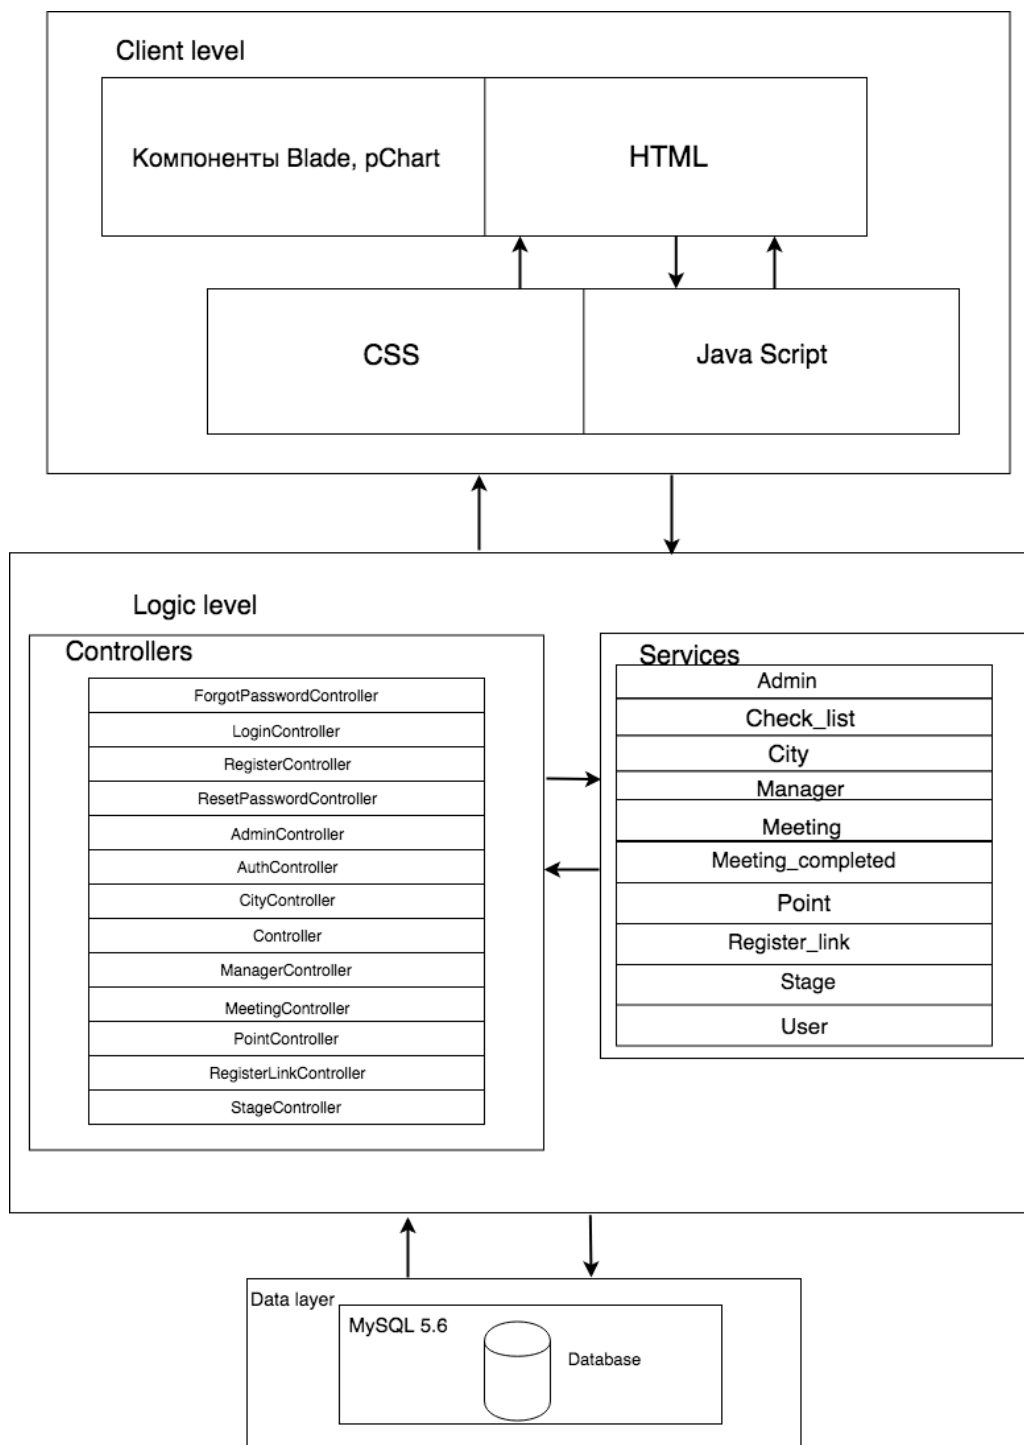 Client level
Компоненты Blade, pChart
HTML
CSS
Java Script
Logic level
Controllers
ForgotPasswordController
LoginController
RegisterController
ResetPasswordController
AdminController
AuthController
CityController
Controller
ManagerController
MeetingController
PointController
RegisterLinkController
StageController
Services
Admin
Check_list
City
Manager
Meeting
Meeting_completed
Point
Register_link
Stage
User
Data layer
MySQL 5.6
Database